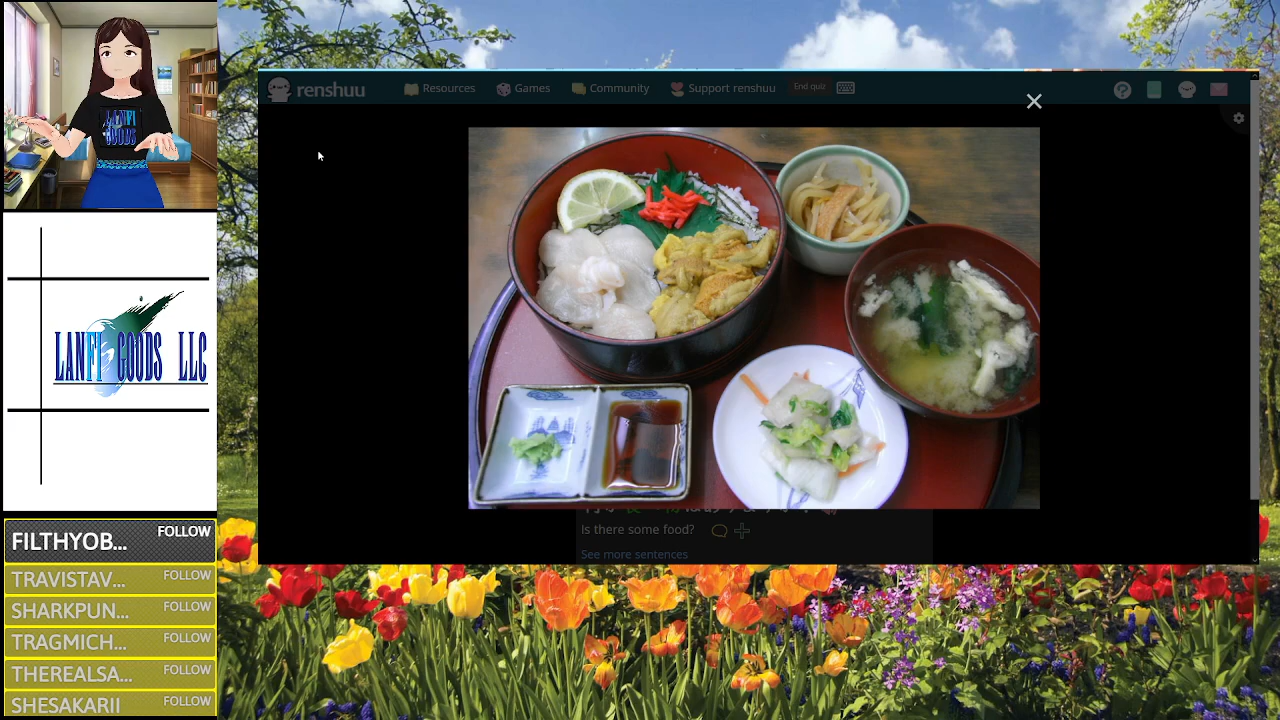 LANFI
GOODS
LANFI GOODS LLC
FILTHYOB... FOLLOW
TRAVISTAV... FOLLOW
SHARKPUN... FOLLOW
TRAGMICH... FOLLOW
THEREALSA... FOLLOW
SHESAKARII FOLLOW
renshuu Resources Games Community Support renshuu End quiz
Is there some food?
See more sentences